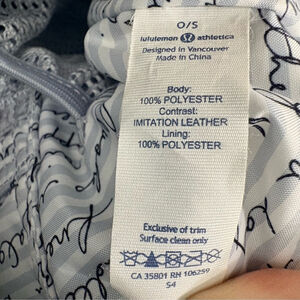 O/S
lululemon athletica
Designed in Vancouver
Made in China
Body:
100% POLYESTER
Contrast:
IMITATION LEATHER
Lining:
100% POLYESTER
Exclusive of trim
Surface clean only
CA 35801 RN 106259
S4